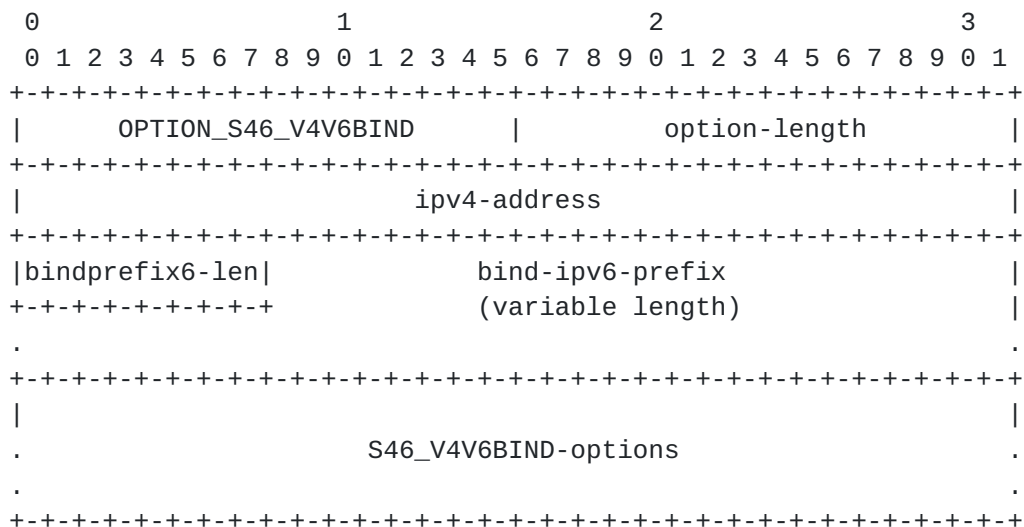 0                   1                   2                   3
 0 1 2 3 4 5 6 7 8 9 0 1 2 3 4 5 6 7 8 9 0 1 2 3 4 5 6 7 8 9 0 1
+-+-+-+-+-+-+-+-+-+-+-+-+-+-+-+-+-+-+-+-+-+-+-+-+-+-+-+-+-+-+-+-+
|      OPTION_S46_V4V6BIND      |         option-length         |
+-+-+-+-+-+-+-+-+-+-+-+-+-+-+-+-+-+-+-+-+-+-+-+-+-+-+-+-+-+-+-+-+
|                         ipv4-address                          |
+-+-+-+-+-+-+-+-+-+-+-+-+-+-+-+-+-+-+-+-+-+-+-+-+-+-+-+-+-+-+-+-+
|bindprefix6-len|             bind-ipv6-prefix                  |
+-+-+-+-+-+-+-+-+             (variable length)                 |
.                                                               .
+-+-+-+-+-+-+-+-+-+-+-+-+-+-+-+-+-+-+-+-+-+-+-+-+-+-+-+-+-+-+-+-+
|                                                               |
.                      S46_V4V6BIND-options                     .
.                                                               .
+-+-+-+-+-+-+-+-+-+-+-+-+-+-+-+-+-+-+-+-+-+-+-+-+-+-+-+-+-+-+-+-+